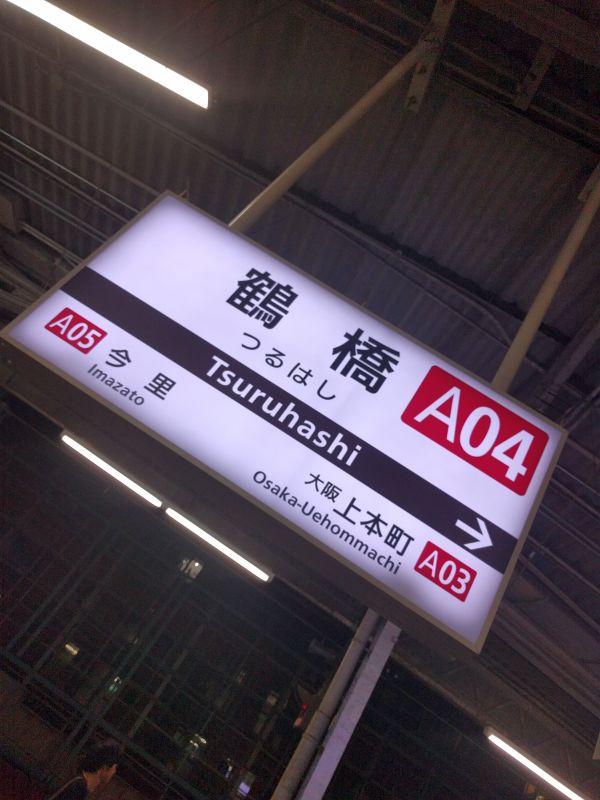 鶴橋
つるはし
A04
Tsuruhashi →
A05 今里
Imazato
大阪上本町 A03
Osaka-Uehommachi